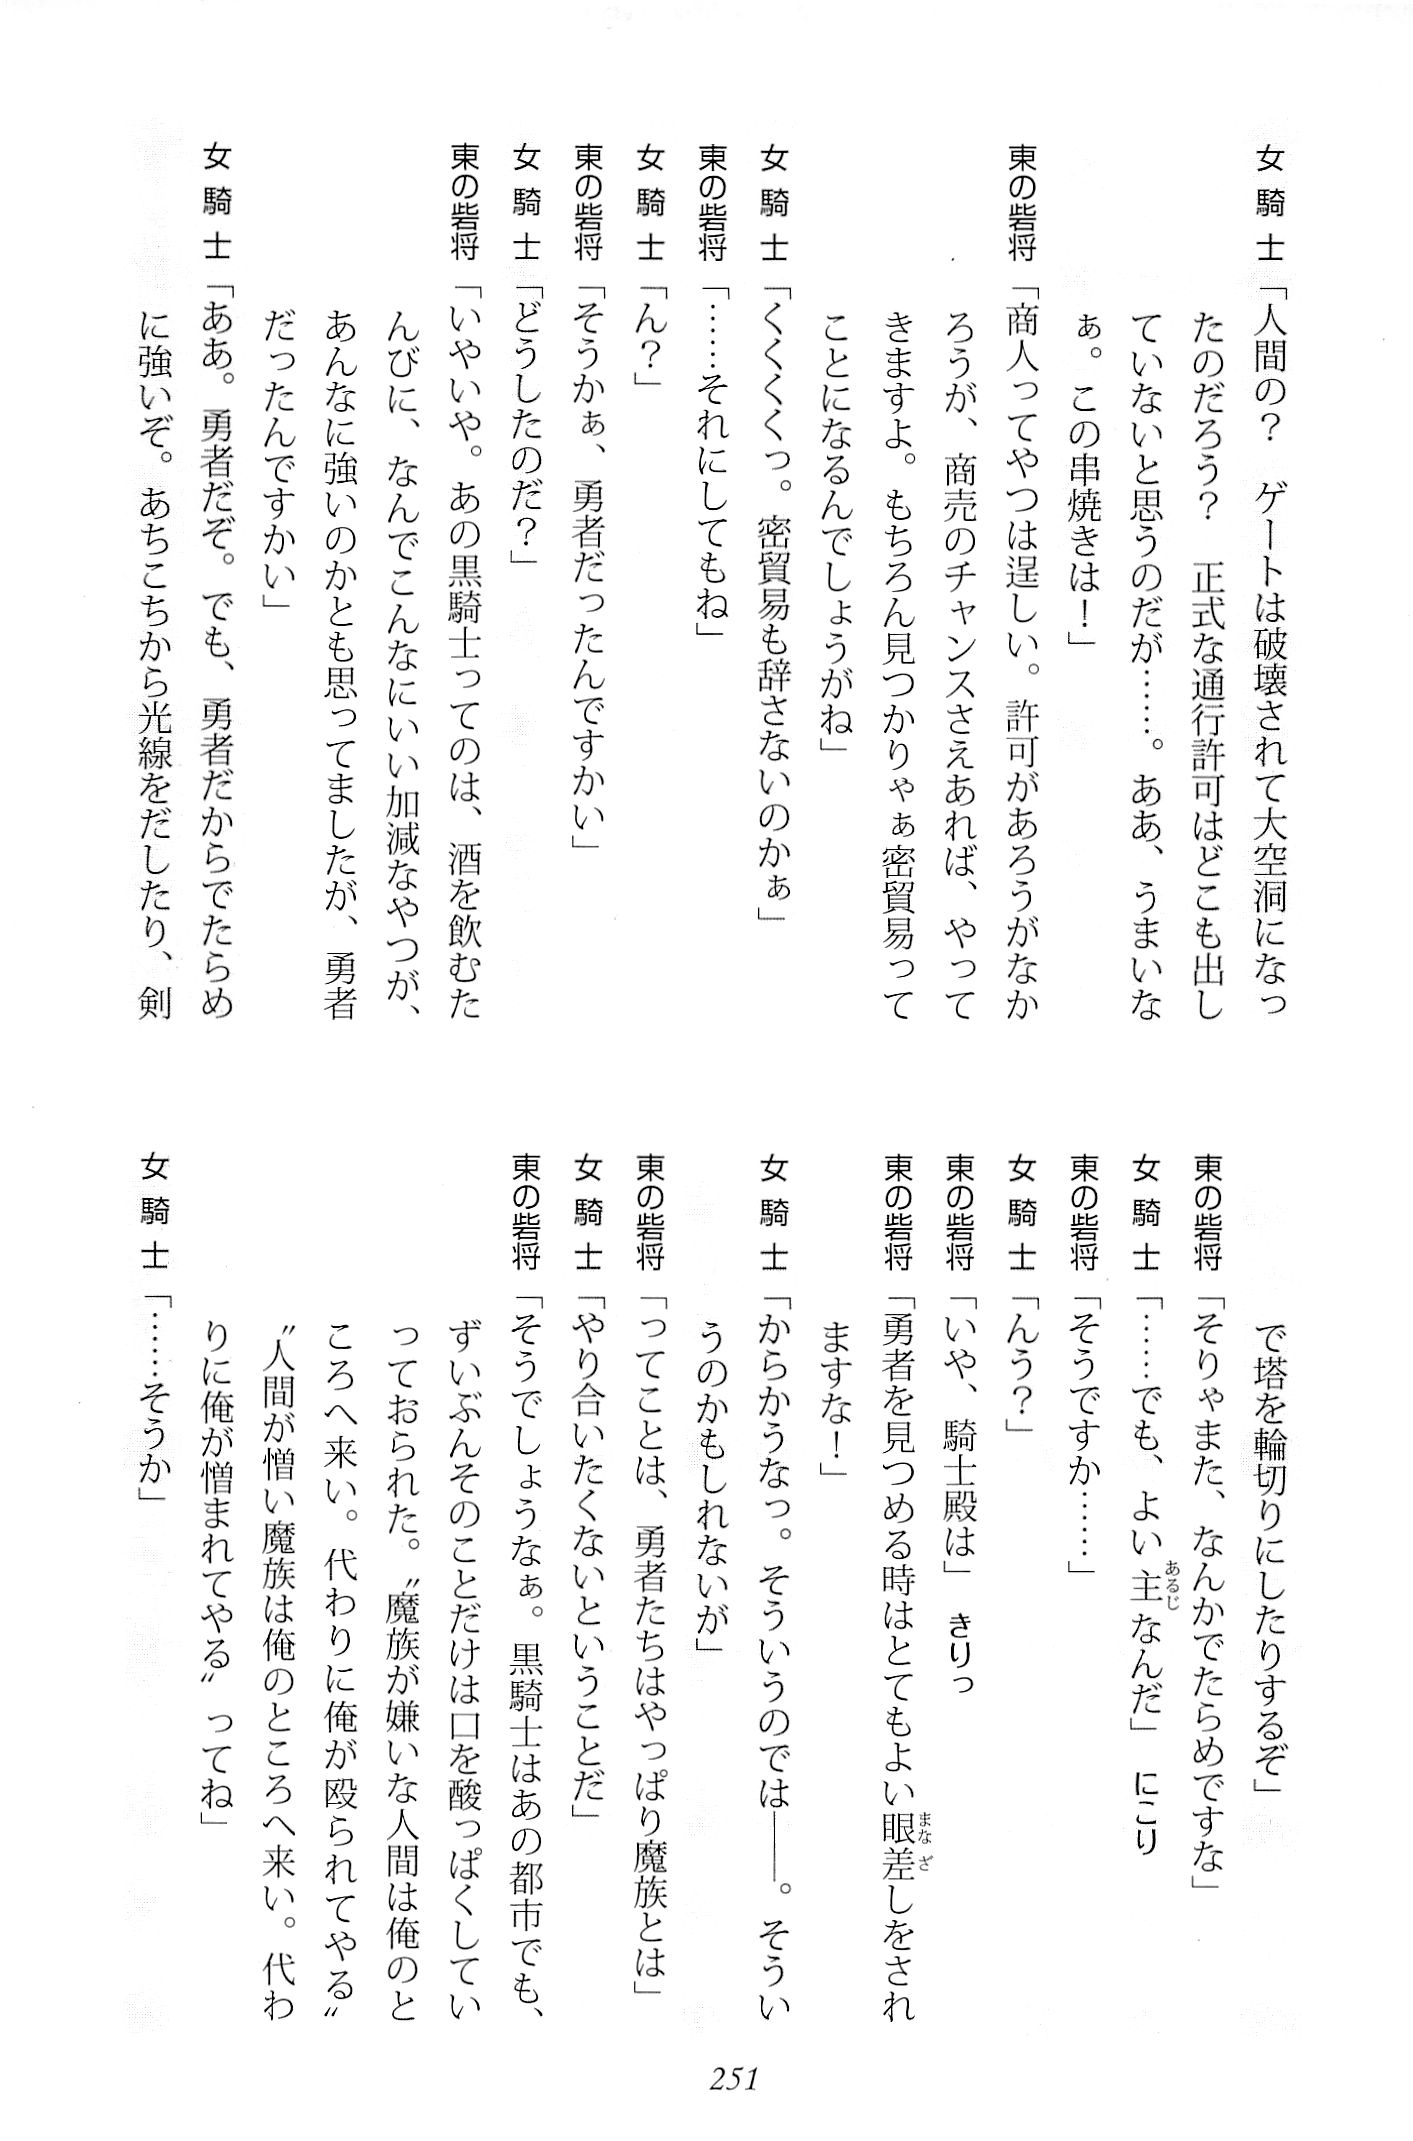 女騎士「人間の？　ゲートは破壊されて大空洞になっ
たのだろう？　正式な通行許可はどこも出し
ていないと思うのだが……。ああ、うまいな
ぁ。この串焼きは！」
東の砦将「商人ってやつは逞しい。許可があろうがなか
ろうが、商売のチャンスさえあれば、やって
きますよ。もちろん見つかりゃぁ密貿易って
ことになるんでしょうがね」
女騎士「くくくくっ。密貿易も辞さないのかぁ」
東の砦将「……それにしてもね」
女騎士「ん？」
東の砦将「そうかぁ、勇者だったんですかい」
女騎士「どうしたのだ？」
東の砦将「いやいや。あの黒騎士ってのは、酒を飲むた
んびに、なんでこんなにいい加減なやつが、
あんなに強いのかとも思ってましたが、勇者
だったんですかい」
女騎士「ああ。勇者だぞ。でも、勇者だからでたらめ
に強いぞ。あちこちから光線をだしたり、剣
で塔を輪切りにしたりするぞ」
東の砦将「そりゃまた、なんかでたらめですな」
女騎士「……でも、よい主なんだ」　にこり
あるじ
東の砦将「そうですか……」
女騎士「んう？」
東の砦将「いや、騎士殿は」　きりっ
東の砦将「勇者を見つめる時はとてもよい眼差しをされ
まなざ
ますな！」
女騎士「からかうなっ。そういうのでは――。そうい
うのかもしれないが」
東の砦将「ってことは、勇者たちはやっぱり魔族とは」
女騎士「やり合いたくないということだ」
東の砦将「そうでしょうなぁ。黒騎士はあの都市でも、
ずいぶんそのことだけは口を酸っぱくしてい
っておられた。〝魔族が嫌いな人間は俺のと
ころへ来い。代わりに俺が殴られてやる〟
〝人間が憎い魔族は俺のところへ来い。代わ
りに俺が憎まれてやる〟ってね」
女騎士「……そうか」
251